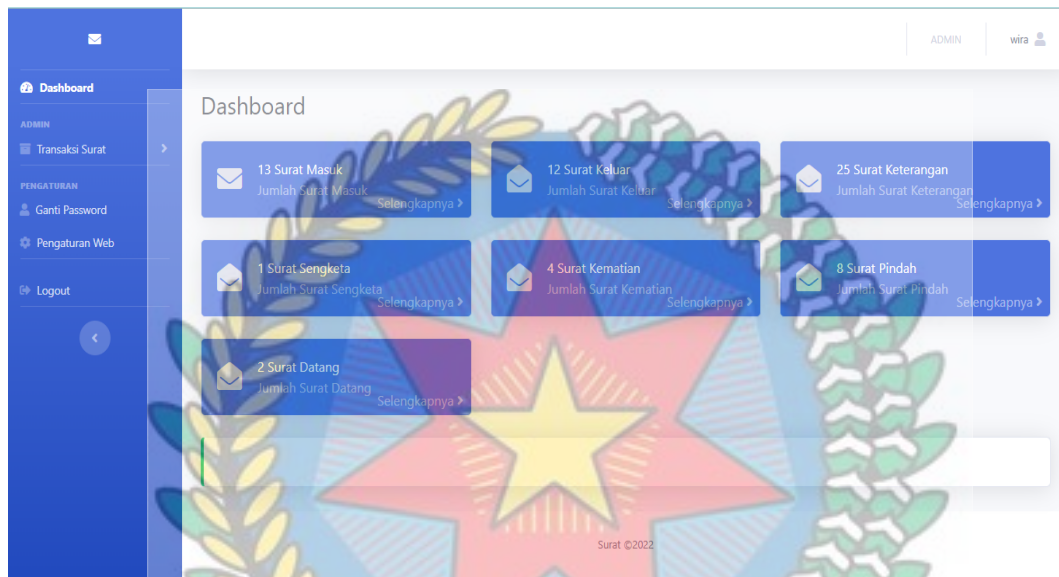 ADMIN
wira
Dashboard
ADMIN
Transaksi Surat
PENGATURAN
Ganti Password
Pengaturan Web
Logout
Dashboard
13 Surat Masuk
Jumlah Surat Masuk
Selengkapnya
12 Surat Keluar
Jumlah Surat Keluar
Selengkapnya
25 Surat Keterangan
Jumlah Surat Keterangan
Selengkapnya
1 Surat Sengketa
Jumlah Surat Sengketa
Selengkapnya
4 Surat Kematian
Jumlah Surat Kematian
Selengkapnya
8 Surat Pindah
Jumlah Surat Pindah
Selengkapnya
2 Surat Datang
Jumlah Surat Datang
Selengkapnya
Surat ©2022